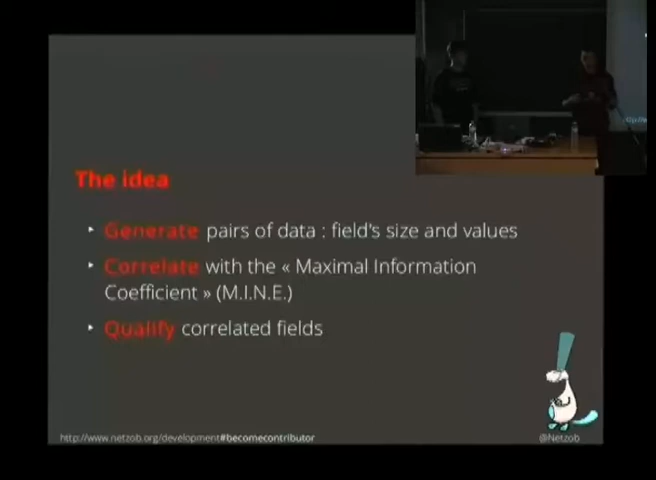 The idea
‣ Generate pairs of data : field's size and values
‣ Correlate with the « Maximal Information
Coefficient » (M.I.N.E.)
‣ Qualify correlated fields
http://www.netzob.org/development#becomecontributor
@Netzob